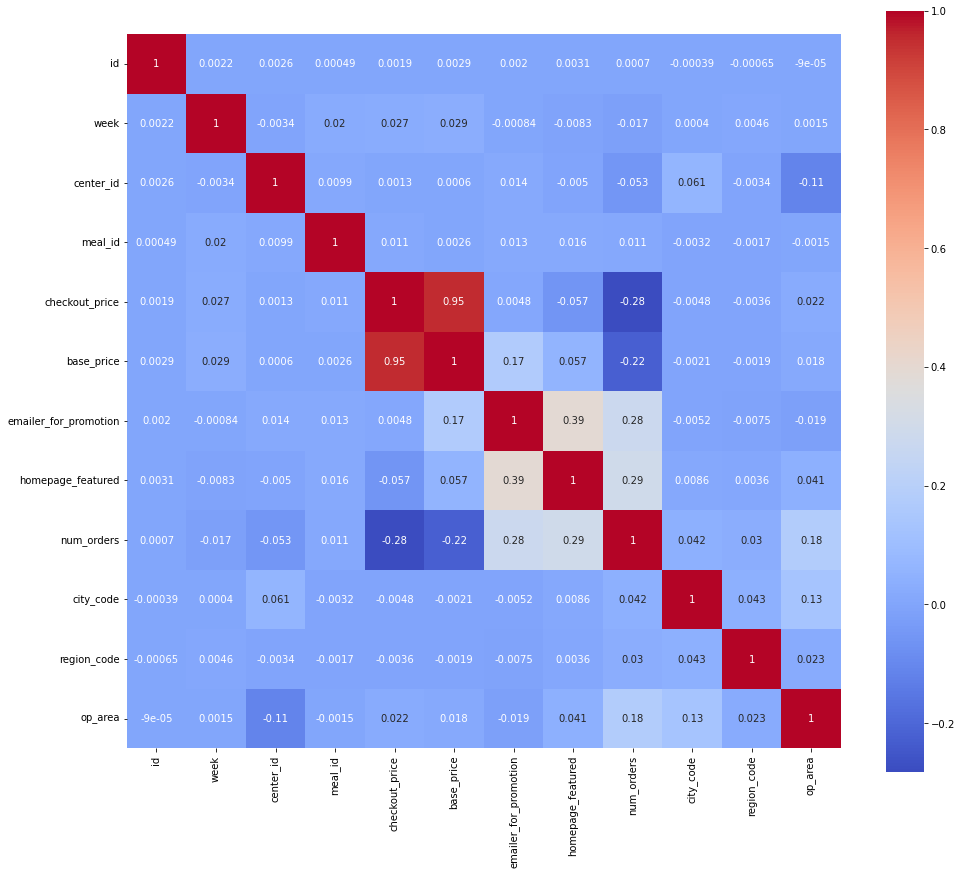 id 1 0.0022 0.0026 0.00049 0.0019 0.0029 0.002 0.0031 0.0007 -0.00039 -0.00065 -9e-05
week 0.0022 1 -0.0034 0.02 0.027 0.029 -0.00084 -0.0083 -0.017 0.0004 0.0046 0.0015
center_id 0.0026 -0.0034 1 0.0099 0.0013 0.0006 0.014 -0.005 -0.053 0.061 -0.0034 -0.11
meal_id 0.00049 0.02 0.0099 1 0.011 0.0026 0.013 0.016 0.011 -0.0032 -0.0017 -0.0015
checkout_price 0.0019 0.027 0.0013 0.011 1 0.95 0.0048 -0.057 -0.28 -0.0048 -0.0036 0.022
base_price 0.0029 0.029 0.0006 0.0026 0.95 1 0.17 0.057 -0.22 -0.0021 -0.0019 0.018
emailer_for_promotion 0.002 -0.00084 0.014 0.013 0.0048 0.17 1 0.39 0.28 -0.0052 -0.0075 -0.019
homepage_featured 0.0031 -0.0083 -0.005 0.016 -0.057 0.057 0.39 1 0.29 0.0086 0.0036 0.041
num_orders 0.0007 -0.017 -0.053 0.011 -0.28 -0.22 0.28 0.29 1 0.042 0.03 0.18
city_code -0.00039 0.0004 0.061 -0.0032 -0.0048 -0.0021 -0.0052 0.0086 0.042 1 0.043 0.13
region_code -0.00065 0.0046 -0.0034 -0.0017 -0.0036 -0.0019 -0.0075 0.0036 0.03 0.043 1 0.023
op_area -9e-05 0.0015 -0.11 -0.0015 0.022 0.018 -0.019 0.041 0.18 0.13 0.023 1
id week center_id meal_id checkout_price base_price emailer_for_promotion homepage_featured num_orders city_code region_code op_area
1.0
0.8
0.6
0.4
0.2
0.0
−0.2